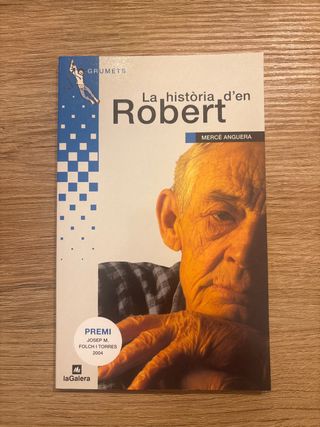 GRUMETS
La història d'en
Robert
MERCÈ ANGUERA
PREMI
JOSEP M.
FOLCH I TORRES
2004
laGalera